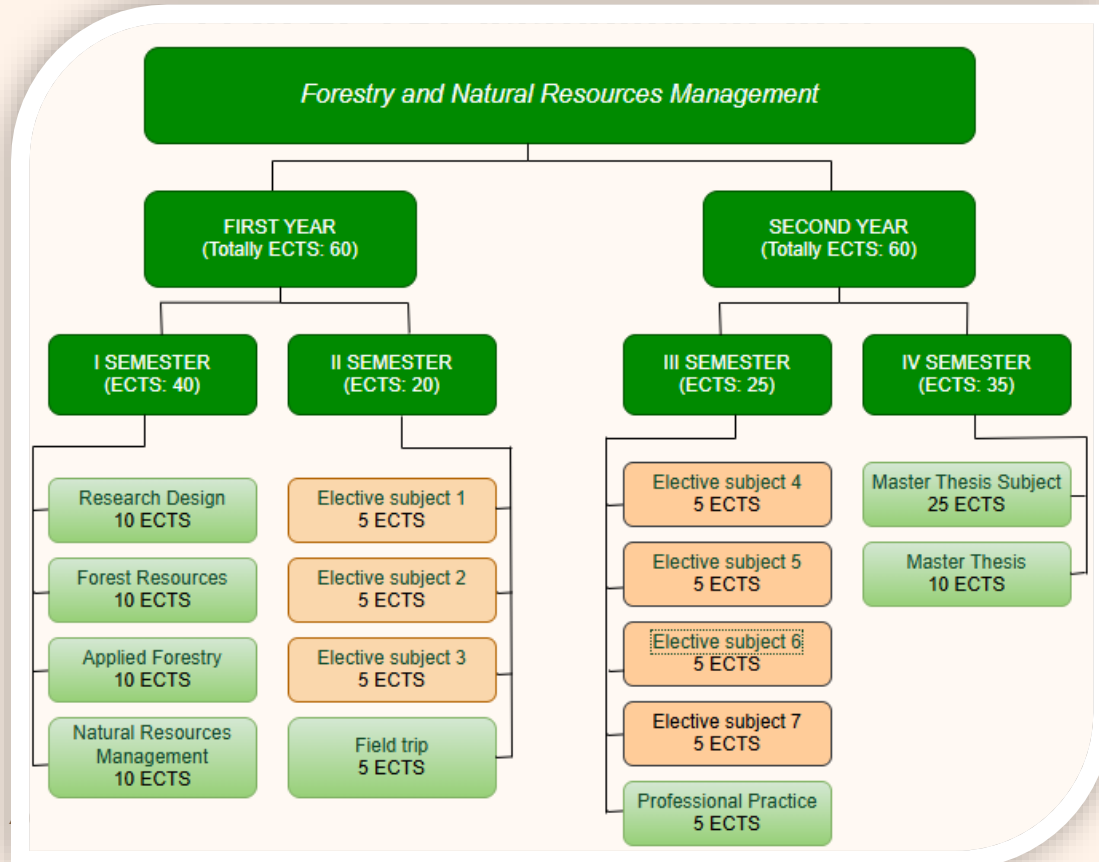 Forestry and Natural Resources Management
FIRST YEAR
(Totally ECTS: 60)
SECOND YEAR
(Totally ECTS: 60)
I SEMESTER
(ECTS: 40)
II SEMESTER
(ECTS: 20)
III SEMESTER
(ECTS: 25)
IV SEMESTER
(ECTS: 35)
Research Design
10 ECTS
Forest Resources
10 ECTS
Applied Forestry
10 ECTS
Natural Resources
Management
10 ECTS
Elective subject 1
5 ECTS
Elective subject 2
5 ECTS
Elective subject 3
5 ECTS
Field trip
5 ECTS
Elective subject 4
5 ECTS
Elective subject 5
5 ECTS
Elective subject 6
5 ECTS
Elective subject 7
5 ECTS
Professional Practice
5 ECTS
Master Thesis Subject
25 ECTS
Master Thesis
10 ECTS